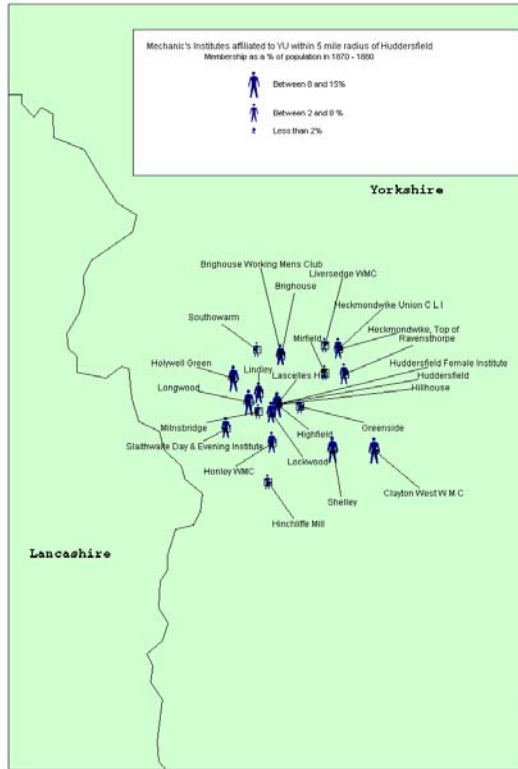 Mechanic's Institutes affiliated to YU within 5 mile radius of Huddersfield
Membership as a % of population in 1870 - 1880
Between 8 and 15%
Between 2 and 8 %
Less than 2%
Yorkshire
Brighouse Working Mens Club
Liversedge WMC
Brighouse
Heckmondwike Union C L I
Southowarm
Mirfield
Heckmondwike, Top of
Ravensthorpe
Holywell Green
Lindley
Huddersfield Female Institute
Lascelles H
Huddersfield
Longwood
Hillhouse
Milnsbridge
Highfield
Greenside
Slaithwaite Day & Evening Institute
Lockwood
Honley WMC
Clayton West W M C
Shelley
Hinchliffe Mill
Lancashire